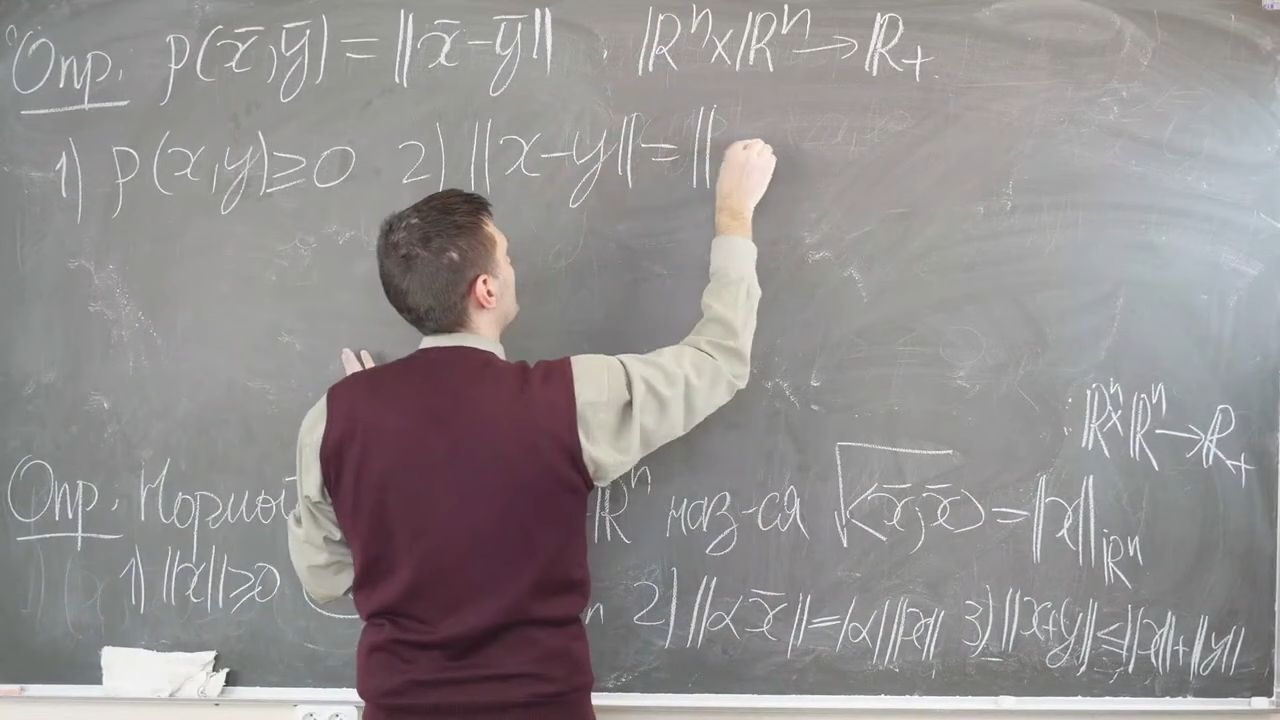 Опр. ρ(x̄,ȳ)=||x̄-ȳ|| . ℝⁿ×ℝⁿ→ℝ₊
1) ρ(x,y)≥0 2) ||x-y||=||
ℝⁿ×ℝⁿ→ℝ₊
Опр. Нормой ℝⁿ наз-ся √<x̄,x̄> =||x||ℝⁿ
1) ||x||≥0 2) ||αx̄||=|α|||x|| 3) ||x+y||≤||x||+||y||